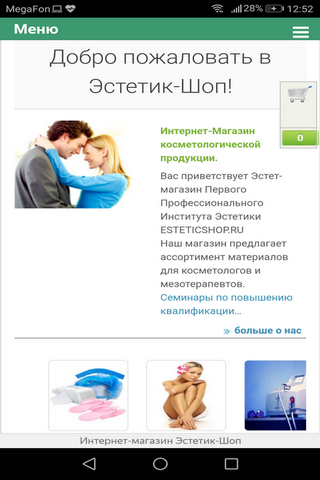 MegaFon 28% 12:52
Меню
Добро пожаловать в
Эстетик-Шоп!
0
Интернет-Магазин
косметологической
продукции.
Вас приветствует Эстет-
магазин Первого
Профессионального
Института Эстетики
ESTETICSHOP.RU
Наш магазин предлагает
ассортимент материалов
для косметологов и
мезотерапевтов.
Семинары по повышению
квалификации...
» больше о нас
Интернет-магазин Эстетик-Шоп